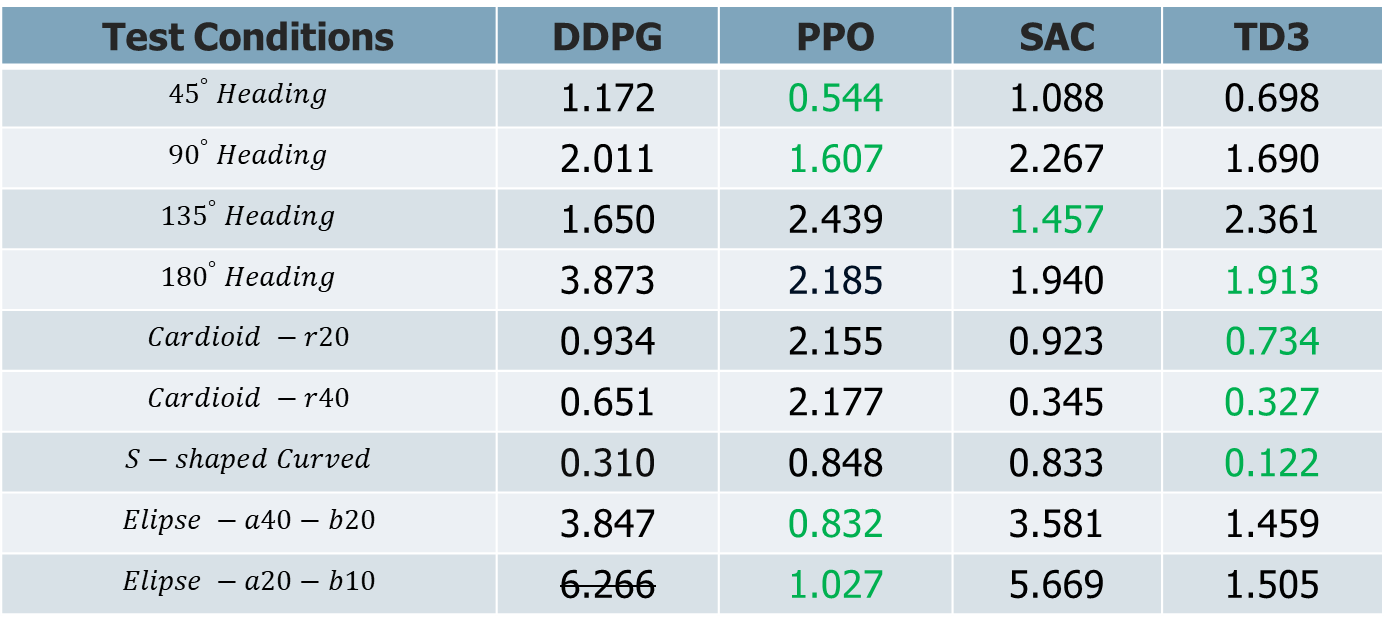 Test Conditions DDPG PPO SAC TD3
45° Heading 1.172 0.544 1.088 0.698
90° Heading 2.011 1.607 2.267 1.690
135° Heading 1.650 2.439 1.457 2.361
180° Heading 3.873 2.185 1.940 1.913
Cardioid − r20 0.934 2.155 0.923 0.734
Cardioid − r40 0.651 2.177 0.345 0.327
S − shaped Curved 0.310 0.848 0.833 0.122
Elipse − a40 − b20 3.847 0.832 3.581 1.459
Elipse − a20 − b10 6.266 1.027 5.669 1.505